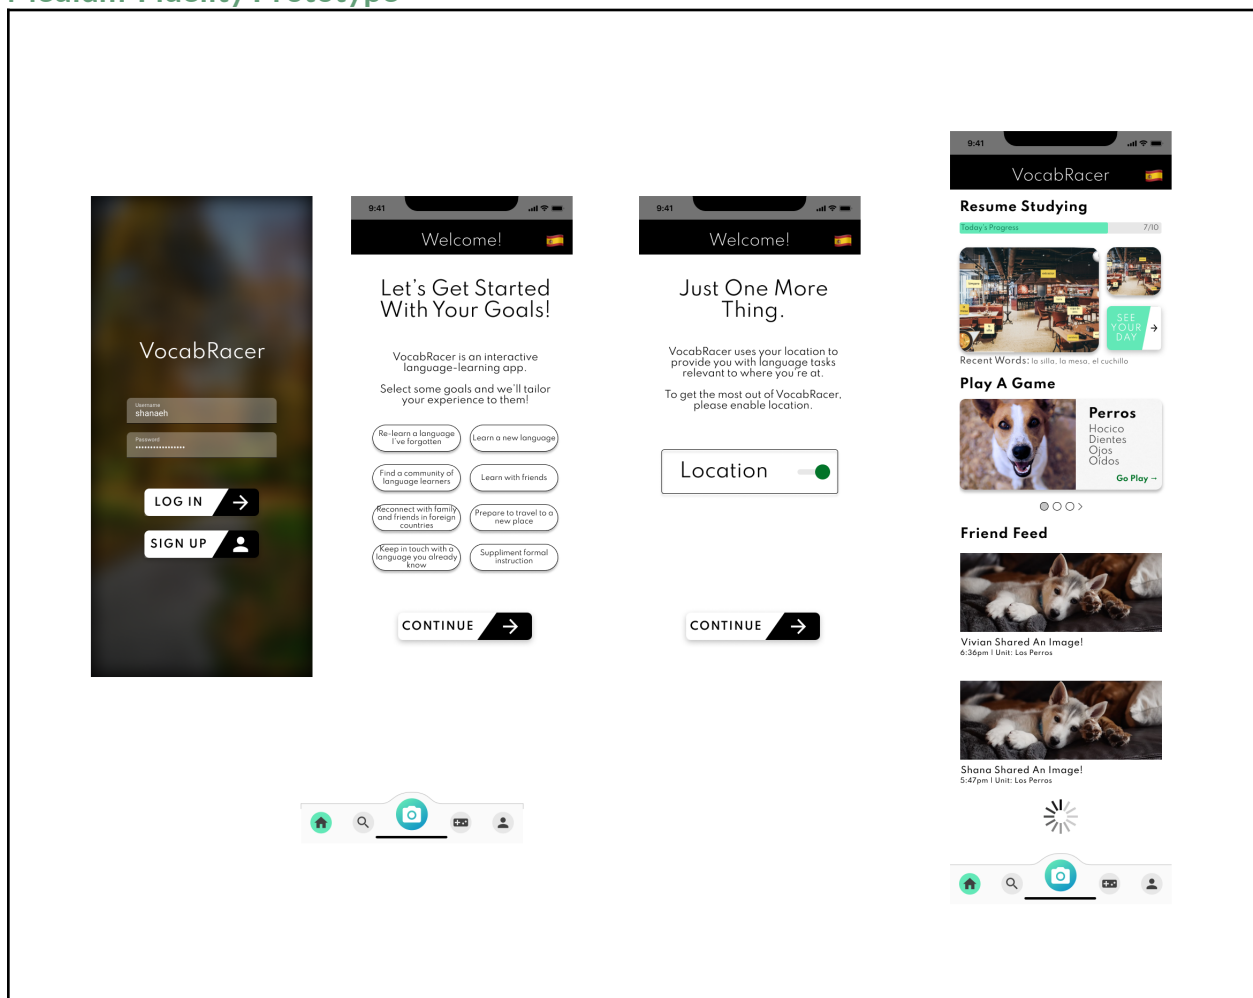 Medium-Fidelity Prototype
VocabRacer
Username
shanaeh
Password
LOG IN
SIGN UP
9:41
Welcome!
Let's Get Started
With Your Goals!
VocabRacer is an interactive
language-learning app.
Select some goals and we'll tailor
your experience to them!
Re-learn a language
I've forgotten
Learn a new language
Find a community of
language learners
Learn with friends
Reconnect with family
and friends in foreign
countries
Prepare to travel to a
new place
Keep in touch with a
language you already
know
Suppliment formal
instruction
CONTINUE
9:41
Welcome!
Just One More
Thing.
VocabRacer uses your location to
provide you with language tasks
relevant to where you're at.
To get the most out of VocabRacer,
please enable location.
Location
CONTINUE
9:41
VocabRacer
Resume Studying
Today's Progress 7/10
SEE
YOUR
DAY
Recent Words: la silla, la mesa, el cuchillo
Play A Game
Perros
Hocico
Dientes
Ojos
Oídos
Go Play →
Friend Feed
Vivian Shared An Image!
6:36pm | Unit: Los Perros
Shana Shared An Image!
5:47pm | Unit: Los Perros